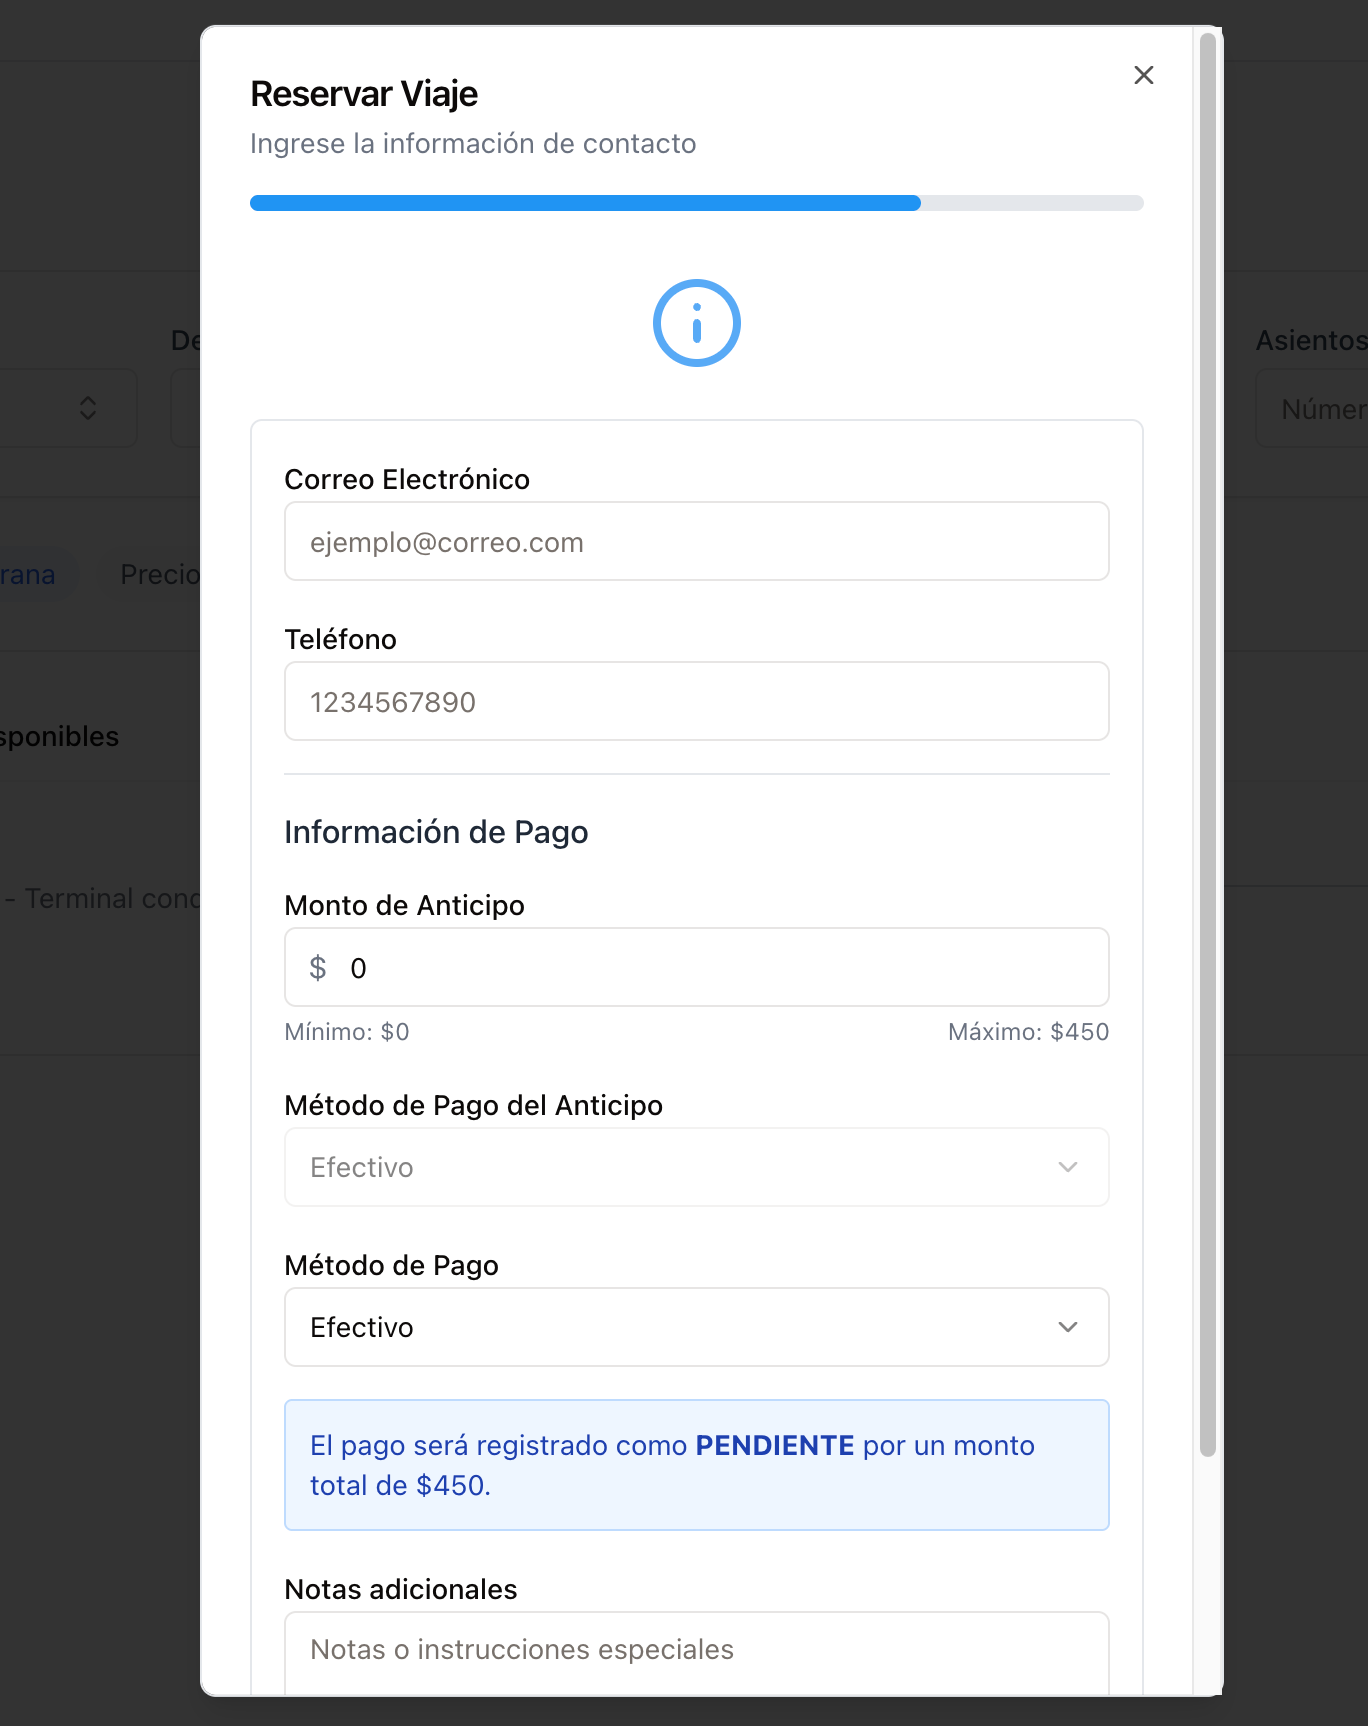 Reservar Viaje
Ingrese la información de contacto
Asientos
Númer
rana
Precio
sponibles
- Terminal
Correo Electrónico
ejemplo@correo.com
Teléfono
1234567890
Información de Pago
Monto de Anticipo
$ 0
Mínimo: $0 Máximo: $450
Método de Pago del Anticipo
Efectivo
Método de Pago
Efectivo
El pago será registrado como PENDIENTE por un monto
total de $450.
Notas adicionales
Notas o instrucciones especiales